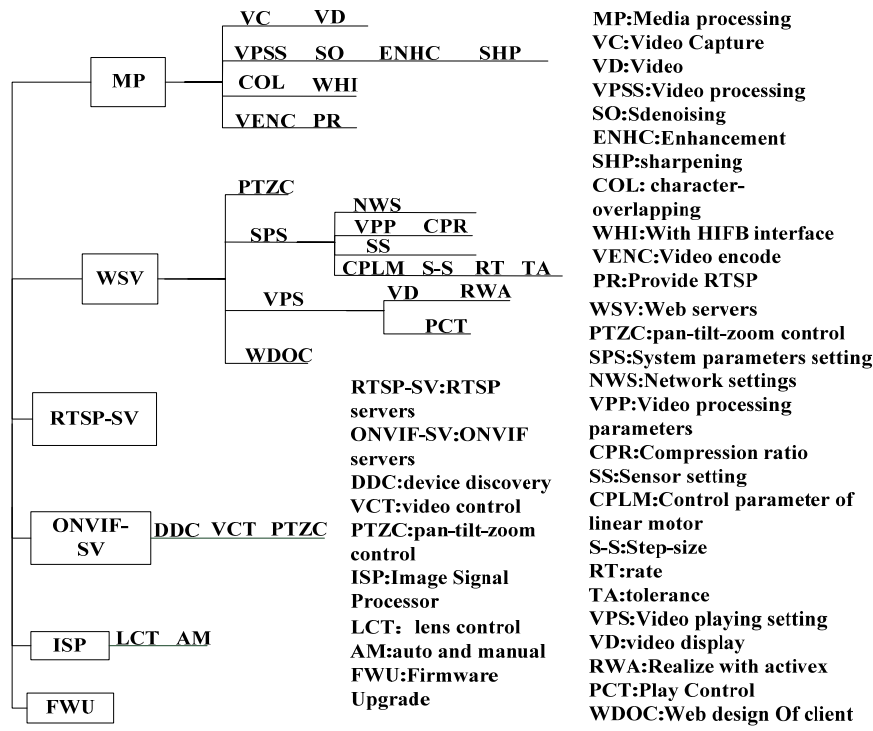 VC VD
VPSS SO ENHC SHP
MP
COL WHI
VENC PR
PTZC
NWS
SPS
VPP CPR
SS
CPLM S-S RT TA
WSV
VPS
VD RWA
PCT
WDOC
RTSP-SV
ONVIF-
SV
DDC VCT PTZC
ISP
LCT AM
FWU
RTSP-SV:RTSP
servers
ONVIF-SV:ONVIF
servers
DDC:device discovery
VCT:video control
PTZC:pan-tilt-zoom
control
ISP:Image Signal
Processor
LCT: lens control
AM:auto and manual
FWU:Firmware
Upgrade
MP:Media processing
VC:Video Capture
VD:Video
VPSS:Video processing
SO:Sdenoising
ENHC:Enhancement
SHP:sharpening
COL: character-
overlapping
WHI:With HIFB interface
VENC:Video encode
PR:Provide RTSP
WSV:Web servers
PTZC:pan-tilt-zoom control
SPS:System parameters setting
NWS:Network settings
VPP:Video processing
parameters
CPR:Compression ratio
SS:Sensor setting
CPLM:Control parameter of
linear motor
S-S:Step-size
RT:rate
TA:tolerance
VPS:Video playing setting
VD:video display
RWA:Realize with activex
PCT:Play Control
WDOC:Web design Of client